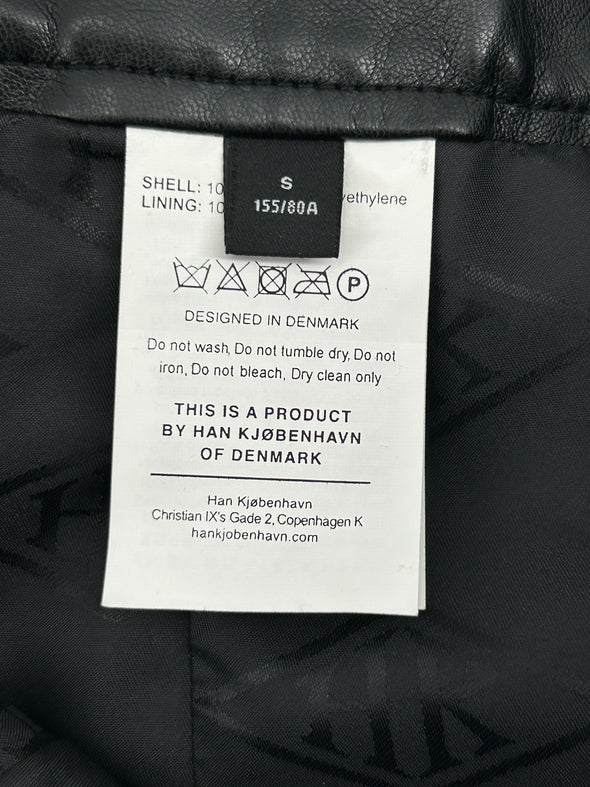 S
155/80A
SHELL: 10
LINING: 10
P
DESIGNED IN DENMARK
Do not wash, Do not tumble dry, Do not
iron, Do not bleach, Dry clean only
THIS IS A PRODUCT
BY HAN KJØBENHAVN
OF DENMARK
Han Kjøbenhavn
Christian IX's Gade 2, Copenhagen K
hankjobenhavn.com